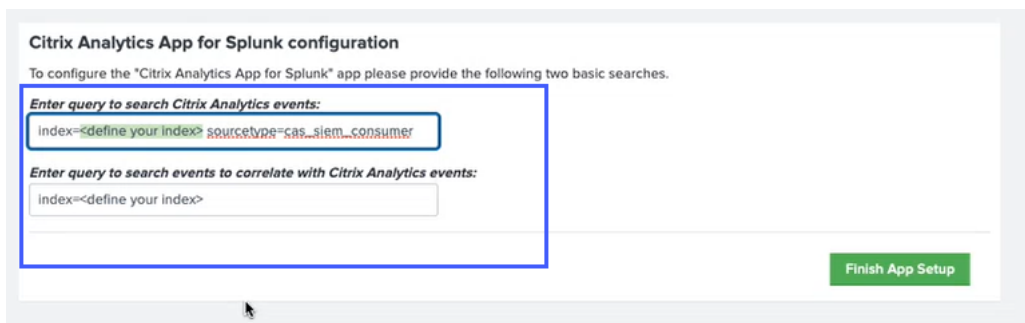 Citrix Analytics App for Splunk configuration
To configure the "Citrix Analytics App for Splunk" app please provide the following two basic searches.
Enter query to search Citrix Analytics events:
index=<define your index> sourcetype=cas_siem_consumer
Enter query to search events to correlate with Citrix Analytics events:
index=<define your index>
Finish App Setup